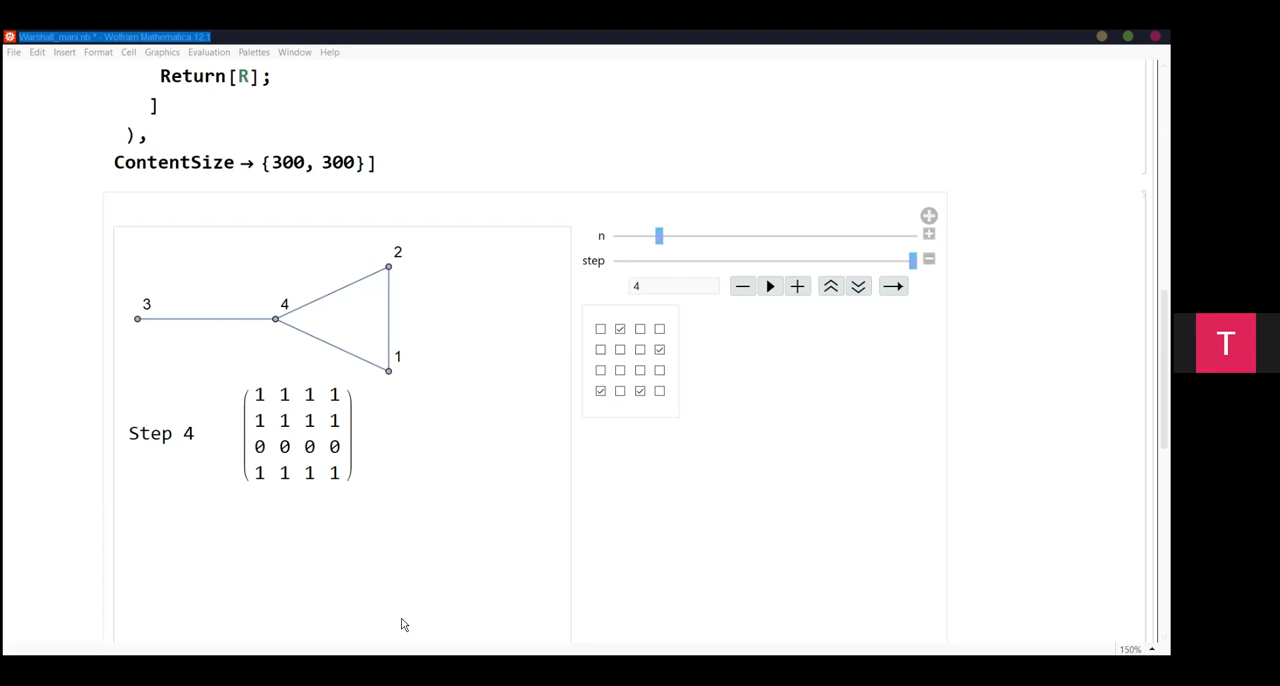 Warshall_mani.nb * - Wolfram Mathematica 12.1
File Edit Insert Format Cell Graphics Evaluation Palettes Window Help
Return[R];
]
),
ContentSize → {300, 300}]
n
step
4
2
3
4
1
Step 4
1 1 1 1
1 1 1 1
0 0 0 0
1 1 1 1
T
150%